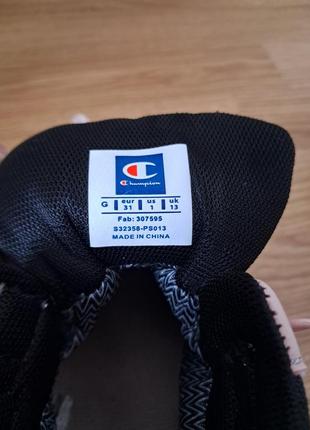 Champion
G | eur | us | uk
31 | 1 | 13
Fab: 307595
S32358-PS013
MADE IN CHINA